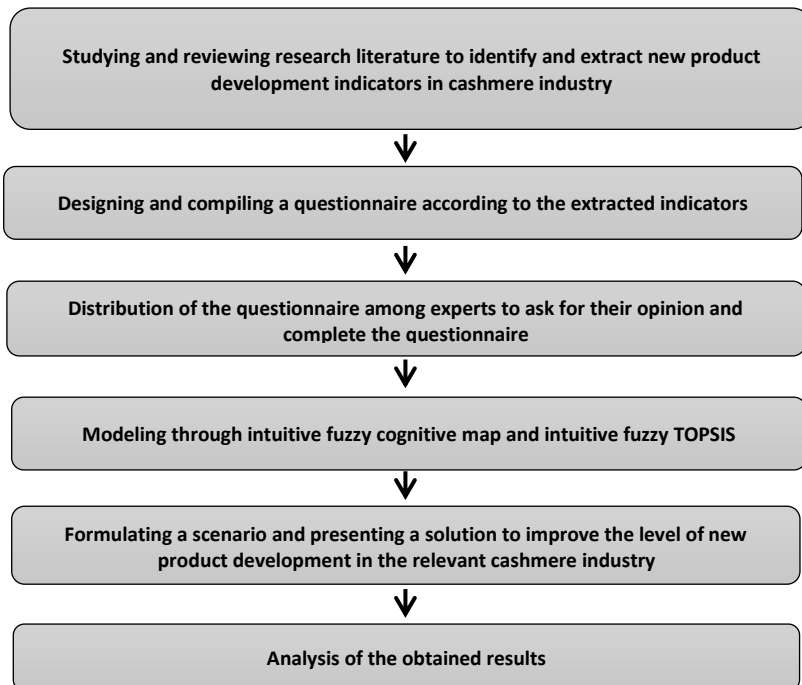 Studying and reviewing research literature to identify and extract new product
development indicators in cashmere industry
Designing and compiling a questionnaire according to the extracted indicators
Distribution of the questionnaire among experts to ask for their opinion and
complete the questionnaire
Modeling through intuitive fuzzy cognitive map and intuitive fuzzy TOPSIS
Formulating a scenario and presenting a solution to improve the level of new
product development in the relevant cashmere industry
Analysis of the obtained results